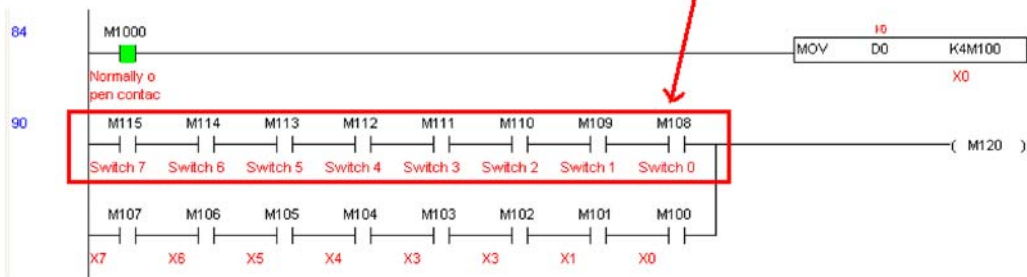 84 M1000
MOV D0 K4M100
Normally o
pen contac
X0
90 M115 M114 M113 M112 M111 M110 M109 M108
( M120 )
Switch 7 Switch 6 Switch 5 Switch 4 Switch 3 Switch 2 Switch 1 Switch 0
M107 M106 M105 M104 M103 M102 M101 M100
X7 X6 X5 X4 X3 X3 X1 X0